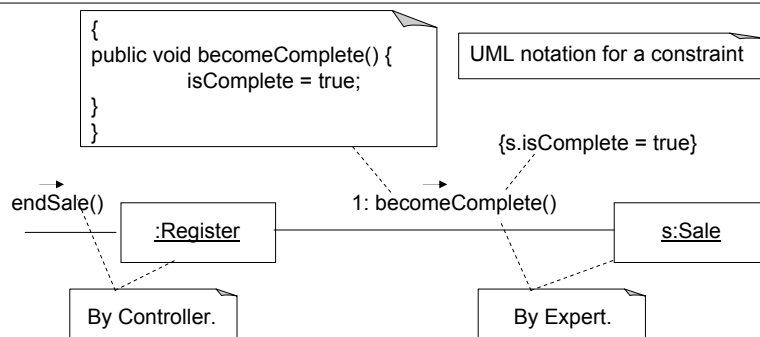 {
public void becomeComplete() {
isComplete = true;
}
}
UML notation for a constraint
{s.isComplete = true}
endSale()
1: becomeComplete()
:Register
s:Sale
By Controller.
By Expert.